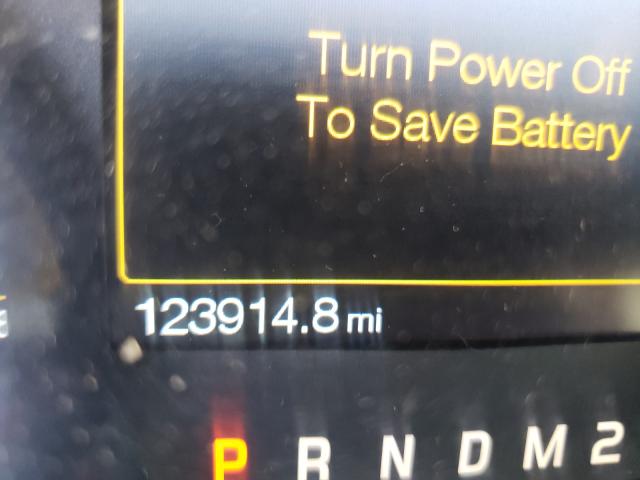 Turn Power Off
To Save Battery
123914.8 mi
P R N D M 2